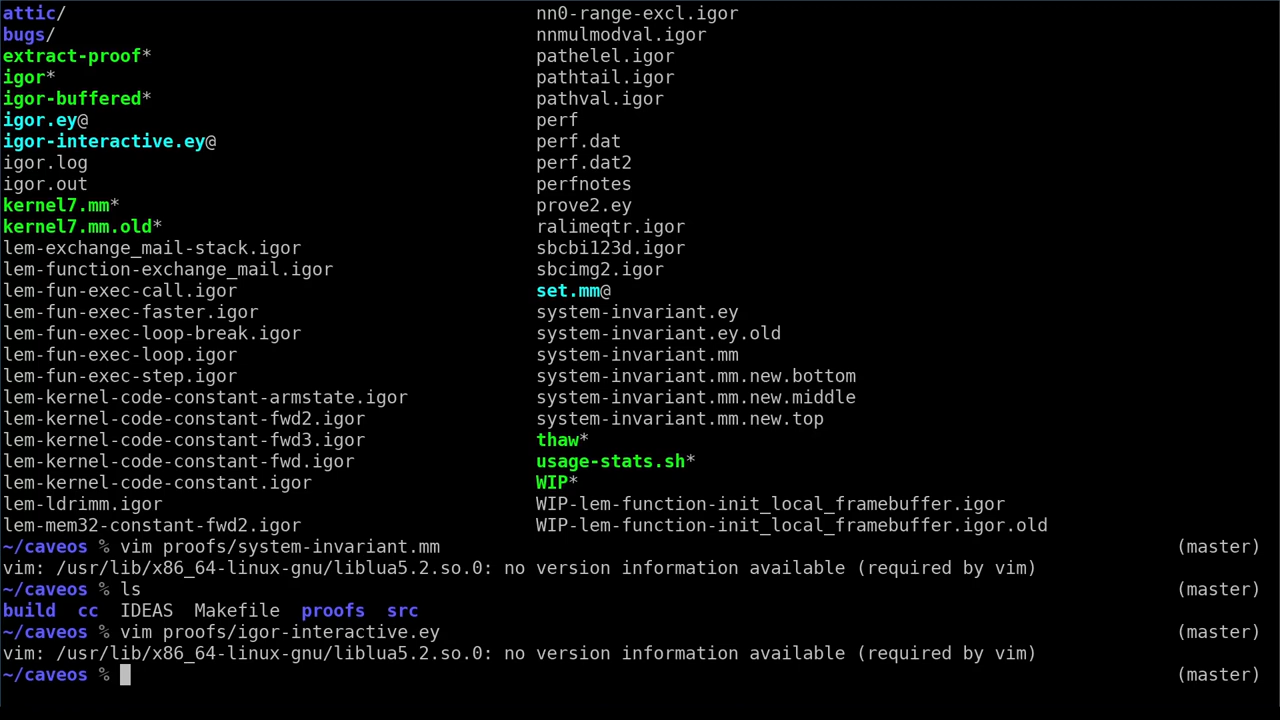 attic/ nn0-range-excl.igor
bugs/ nnmulmodval.igor
extract-proof* pathelel.igor
igor* pathtail.igor
igor-buffered* pathval.igor
igor.ey@ perf
igor-interactive.ey@ perf.dat
igor.log perf.dat2
igor.out perfnotes
kernel7.mm* prove2.ey
kernel7.mm.old* ralimeqtr.igor
lem-exchange_mail-stack.igor sbcbi123d.igor
lem-function-exchange_mail.igor sbcimg2.igor
lem-fun-exec-call.igor set.mm@
lem-fun-exec-faster.igor system-invariant.ey
lem-fun-exec-loop-break.igor system-invariant.ey.old
lem-fun-exec-loop.igor system-invariant.mm
lem-fun-exec-step.igor system-invariant.mm.new.bottom
lem-kernel-code-constant-armstate.igor system-invariant.mm.new.middle
lem-kernel-code-constant-fwd2.igor system-invariant.mm.new.top
lem-kernel-code-constant-fwd3.igor thaw*
lem-kernel-code-constant-fwd.igor usage-stats.sh*
lem-kernel-code-constant.igor WIP*
lem-ldrimm.igor WIP-lem-function-init_local_framebuffer.igor
lem-mem32-constant-fwd2.igor WIP-lem-function-init_local_framebuffer.igor.old
~/caveos % vim proofs/system-invariant.mm (master)
vim: /usr/lib/x86_64-linux-gnu/liblua5.2.so.0: no version information available (required by vim)
~/caveos % ls (master)
build cc IDEAS Makefile proofs src
~/caveos % vim proofs/igor-interactive.ey (master)
vim: /usr/lib/x86_64-linux-gnu/liblua5.2.so.0: no version information available (required by vim)
~/caveos % (master)